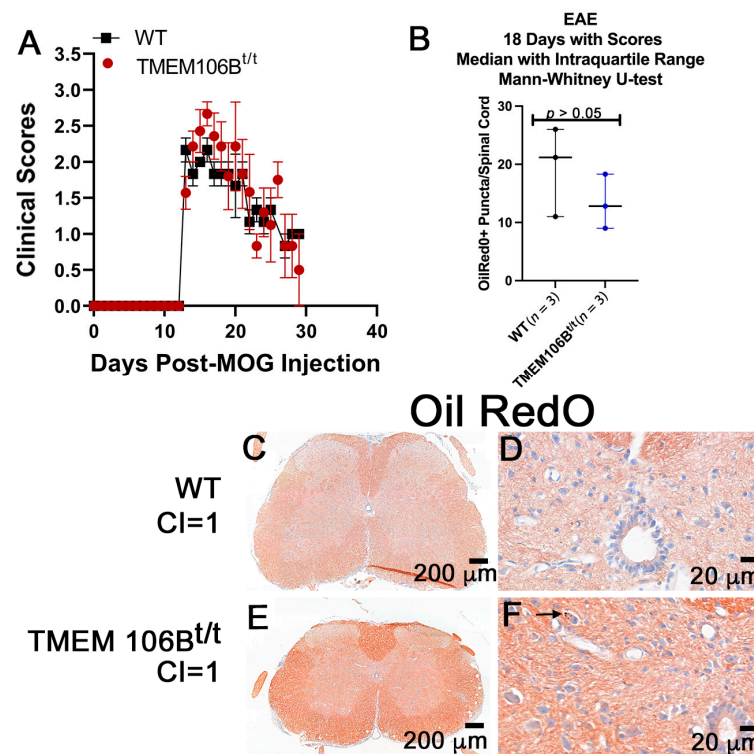 A
WT
TMEM106Bt/t
Clinical Scores
3.5
3.0
2.5
2.0
1.5
1.0
0.5
0.0
0
10
20
30
40
Days Post-MOG Injection
B
EAE
18 Days with Scores
Median with Intraquartile Range
Mann-Whitney U-test
p > 0.05
OilRed0+ Puncta/Spinal Cord
30
20
10
0
WT(n = 3)
TMEM106Bt/t(n = 3)
Oil RedO
WT
CI=1
C
200 µm
D
20 µm
TMEM 106Bt/t
CI=1
E
200 µm
F
20 µm